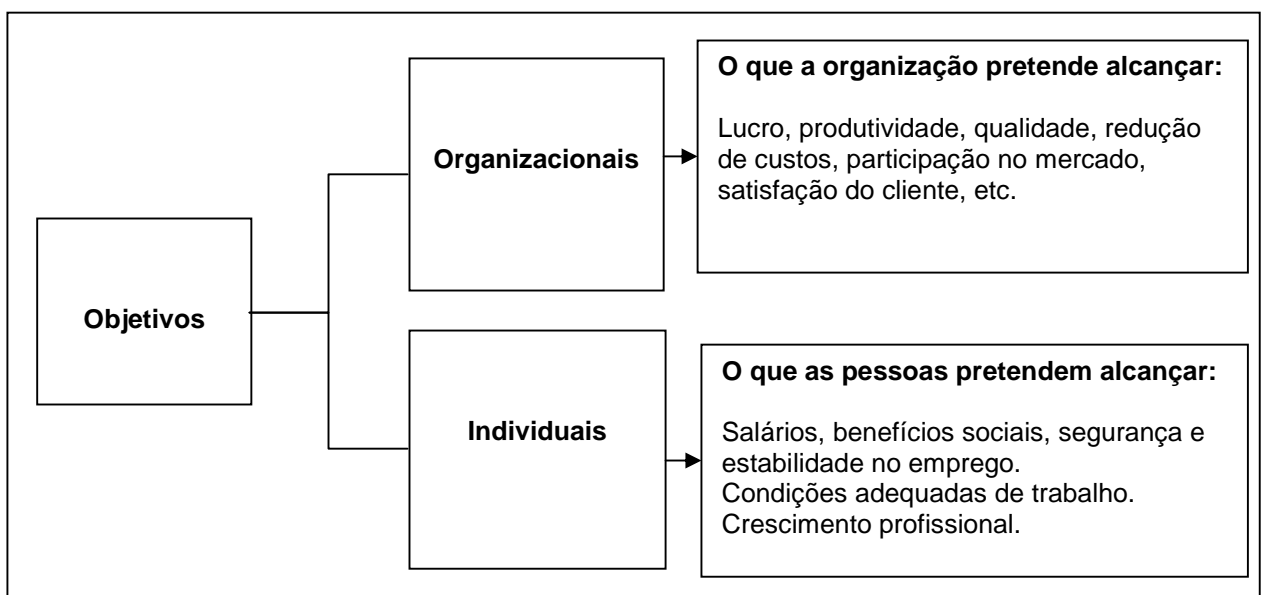 Objetivos
Organizacionais
O que a organização pretende alcançar:
Lucro, produtividade, qualidade, redução
de custos, participação no mercado,
satisfação do cliente, etc.
Individuais
O que as pessoas pretendem alcançar:
Salários, benefícios sociais, segurança e
estabilidade no emprego.
Condições adequadas de trabalho.
Crescimento profissional.